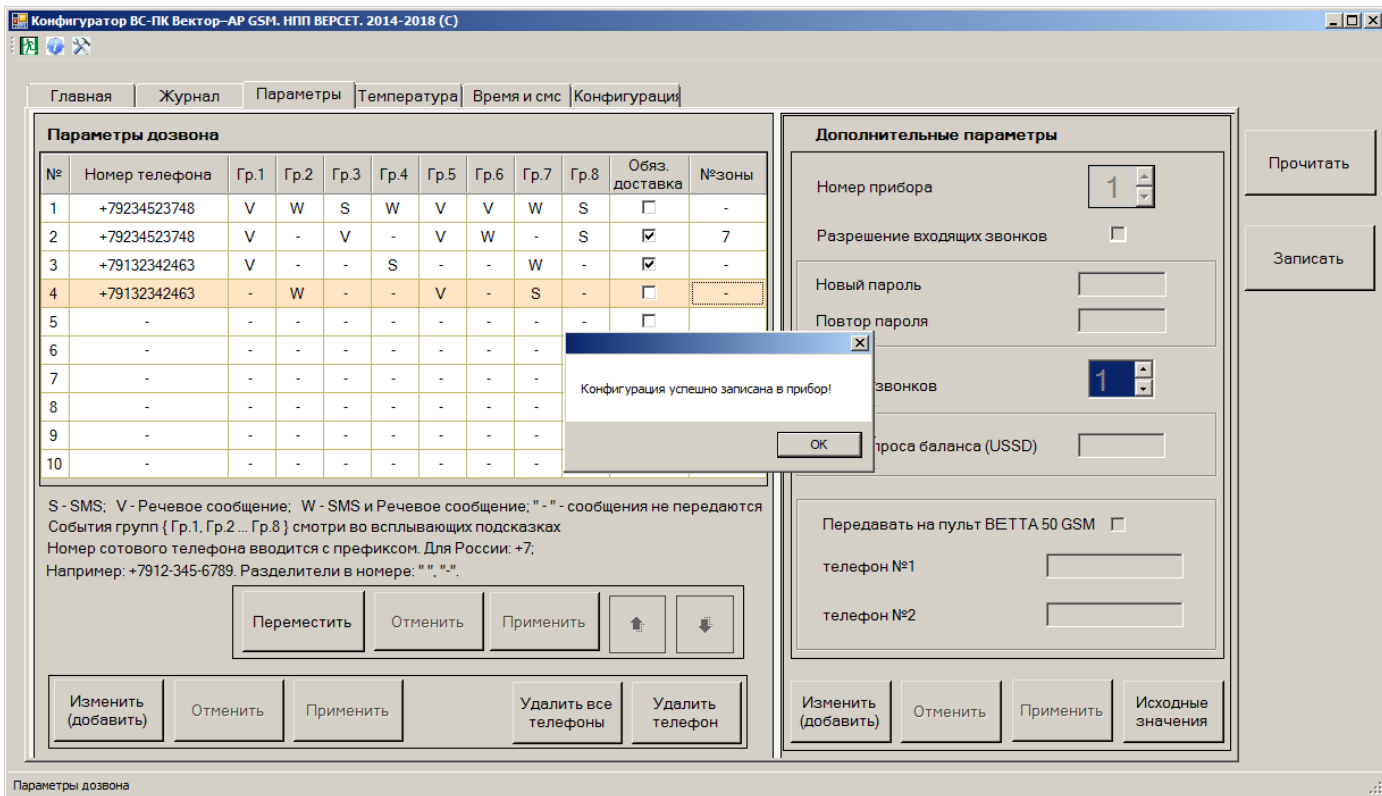 Конфигуратор ВС-ПК Вектор–АР GSM. НПП ВЕРСЕТ. 2014-2018 (С)
Главная Журнал Параметры Температура Время и смс Конфигурация
Параметры дозвона
№ Номер телефона Гр.1 Гр.2 Гр.3 Гр.4 Гр.5 Гр.6 Гр.7 Гр.8 Обяз. доставка №зоны
1 +79234523748 V W S W V V W S -
2 +79234523748 V - V - V W - S 7
3 +79132342463 V - - S - - W - -
4 +79132342463 - W - - V - S - -
5 - - - - - - - - -
6 - - - - - - - -
7 - - - - - - - -
8 - - - - - - - -
9 - - - - - - - -
10 - - - - - - - -
S - SMS; V - Речевое сообщение; W - SMS и Речевое сообщение; " - " - сообщения не передаются
События групп { Гр.1, Гр.2 ... Гр.8 } смотри во всплывающих подсказках
Номер сотового телефона вводится с префиксом. Для России: +7;
Например: +7912-345-6789. Разделители в номере: " ", "-".
Переместить Отменить Применить
Изменить (добавить) Отменить Применить Удалить все телефоны Удалить телефон
Конфигурация успешно записана в прибор!
OK
Дополнительные параметры
Номер прибора 1
Разрешение входящих звонков
Новый пароль
Повтор пароля
звонков 1
проса баланса (USSD)
Передавать на пульт BETTA 50 GSM
телефон №1
телефон №2
Изменить (добавить) Отменить Применить Исходные значения
Прочитать
Записать
Параметры дозвона